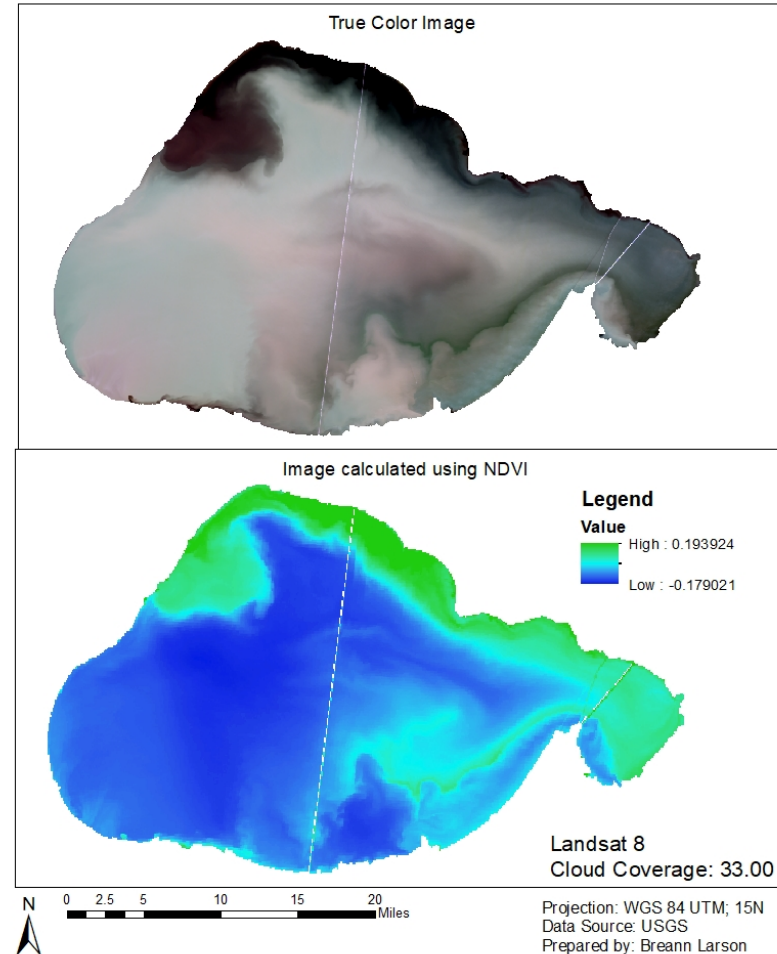 True Color Image
Image calculated using NDVI
Legend
Value
High : 0.193924
Low : -0.179021
Landsat 8
Cloud Coverage: 33.00
N
0 2.5 5 10 15 20
Miles
Projection: WGS 84 UTM; 15N
Data Source: USGS
Prepared by: Breann Larson